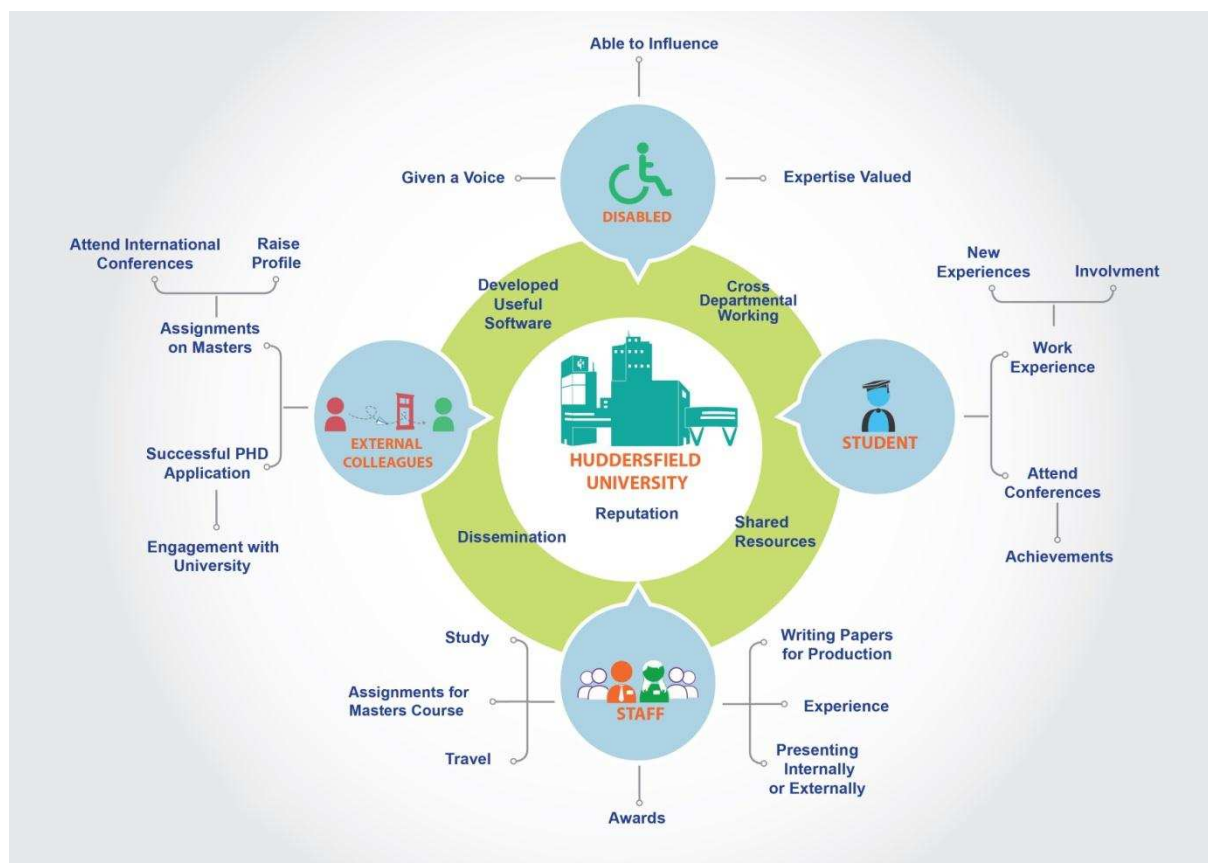 Able to Influence
Given a Voice
Expertise Valued
DISABLED
Attend International
Conferences
Raise
Profile
New
Experiences
Involvment
Developed
Useful
Software
Cross
Departmental
Working
Assignments
on Masters
Work
Experience
EXTERNAL
COLLEAGUES
STUDENT
HUDDERSFIELD
UNIVERSITY
Reputation
Successful PHD
Application
Attend
Conferences
Engagement with
University
Dissemination
Shared
Resources
Achievements
Study
Writing Papers
for Production
Assignments for
Masters Course
STAFF
Experience
Travel
Presenting
Internally
or Externally
Awards